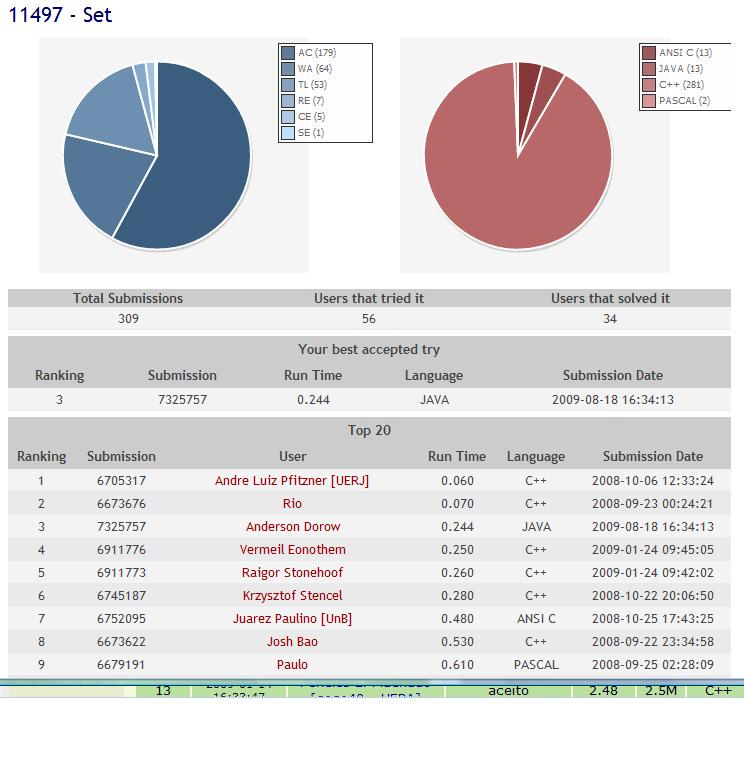 11497 - Set
AC (179)
WA (64)
TL (53)
RE (7)
CE (5)
SE (1)
ANSI C (13)
JAVA (13)
C++ (281)
PASCAL (2)
Total Submissions Users that tried it Users that solved it
309 56 34
Your best accepted try
Ranking Submission Run Time Language Submission Date
3 7325757 0.244 JAVA 2009-08-18 16:34:13
Top 20
Ranking Submission User Run Time Language Submission Date
1 6705317 Andre Luiz Pfitzner [UERJ] 0.060 C++ 2008-10-06 12:33:24
2 6673676 Rio 0.070 C++ 2008-09-23 00:24:21
3 7325757 Anderson Dorow 0.244 JAVA 2009-08-18 16:34:13
4 6911776 Vermeil Eonothem 0.250 C++ 2009-01-24 09:45:05
5 6911773 Raigor Stonehoof 0.260 C++ 2009-01-24 09:42:02
6 6745187 Krzysztof Stencel 0.280 C++ 2008-10-22 20:06:50
7 6752095 Juarez Paulino [UnB] 0.480 ANSI C 2008-10-25 17:43:25
8 6673622 Josh Bao 0.530 C++ 2008-09-22 23:34:58
9 6679191 Paulo 0.610 PASCAL 2008-09-25 02:28:09
13 aceito 2.48 2.5M C++